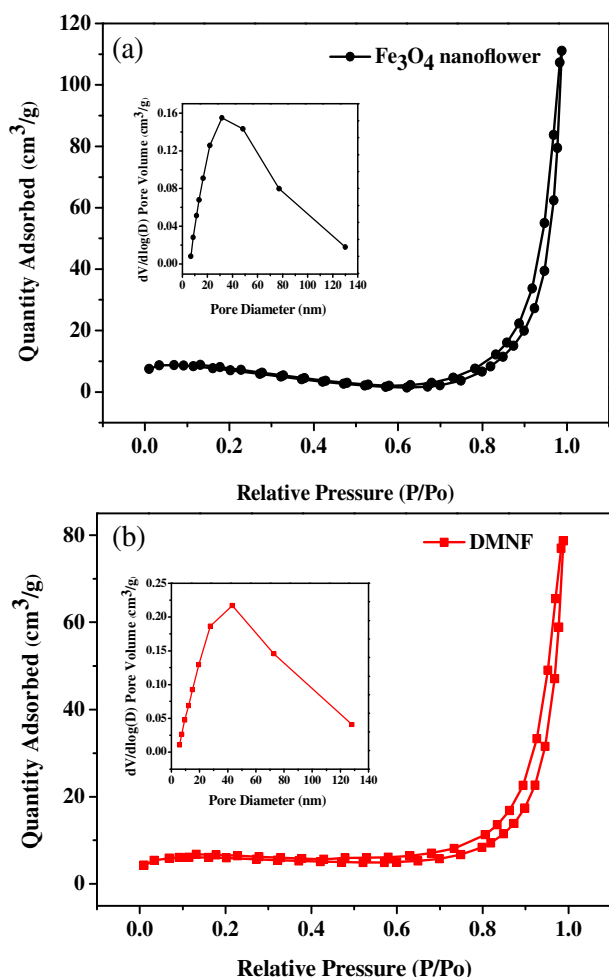 (a)
Fe₃O₄ nanoflower
Quantity Adsorbed (cm³/g)
120
100
80
60
40
20
0
0.0 0.2 0.4 0.6 0.8 1.0
Relative Pressure (P/Po)
dV/dlog(D) Pore Volume (cm³/g)
0.16
0.12
0.08
0.04
0.00
0 20 40 60 80 100 120 140
Pore Diameter (nm)
(b)
DMNF
Quantity Adsorbed (cm³/g)
80
60
40
20
0
0.0 0.2 0.4 0.6 0.8 1.0
Relative Pressure (P/Po)
dV/dlog(D) Pore Volume (cm³/g)
0.25
0.20
0.15
0.10
0.05
0.00
0 20 40 60 80 100 120 140
Pore Diameter (nm)